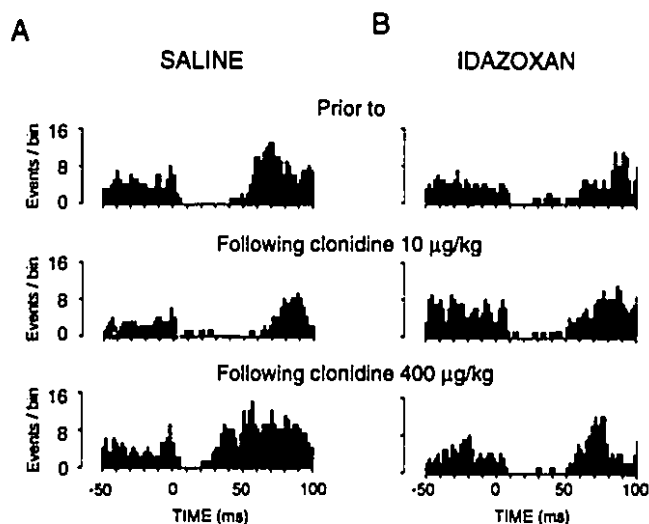 A
B
SALINE
IDAZOXAN
Prior to
Events / bin
16
8
0
Following clonidine 10 µg/kg
Events / bin
16
8
0
Following clonidine 400 µg/kg
Events / bin
16
8
0
-50 0 50 100
-50 0 50 100
TIME (ms)
TIME (ms)